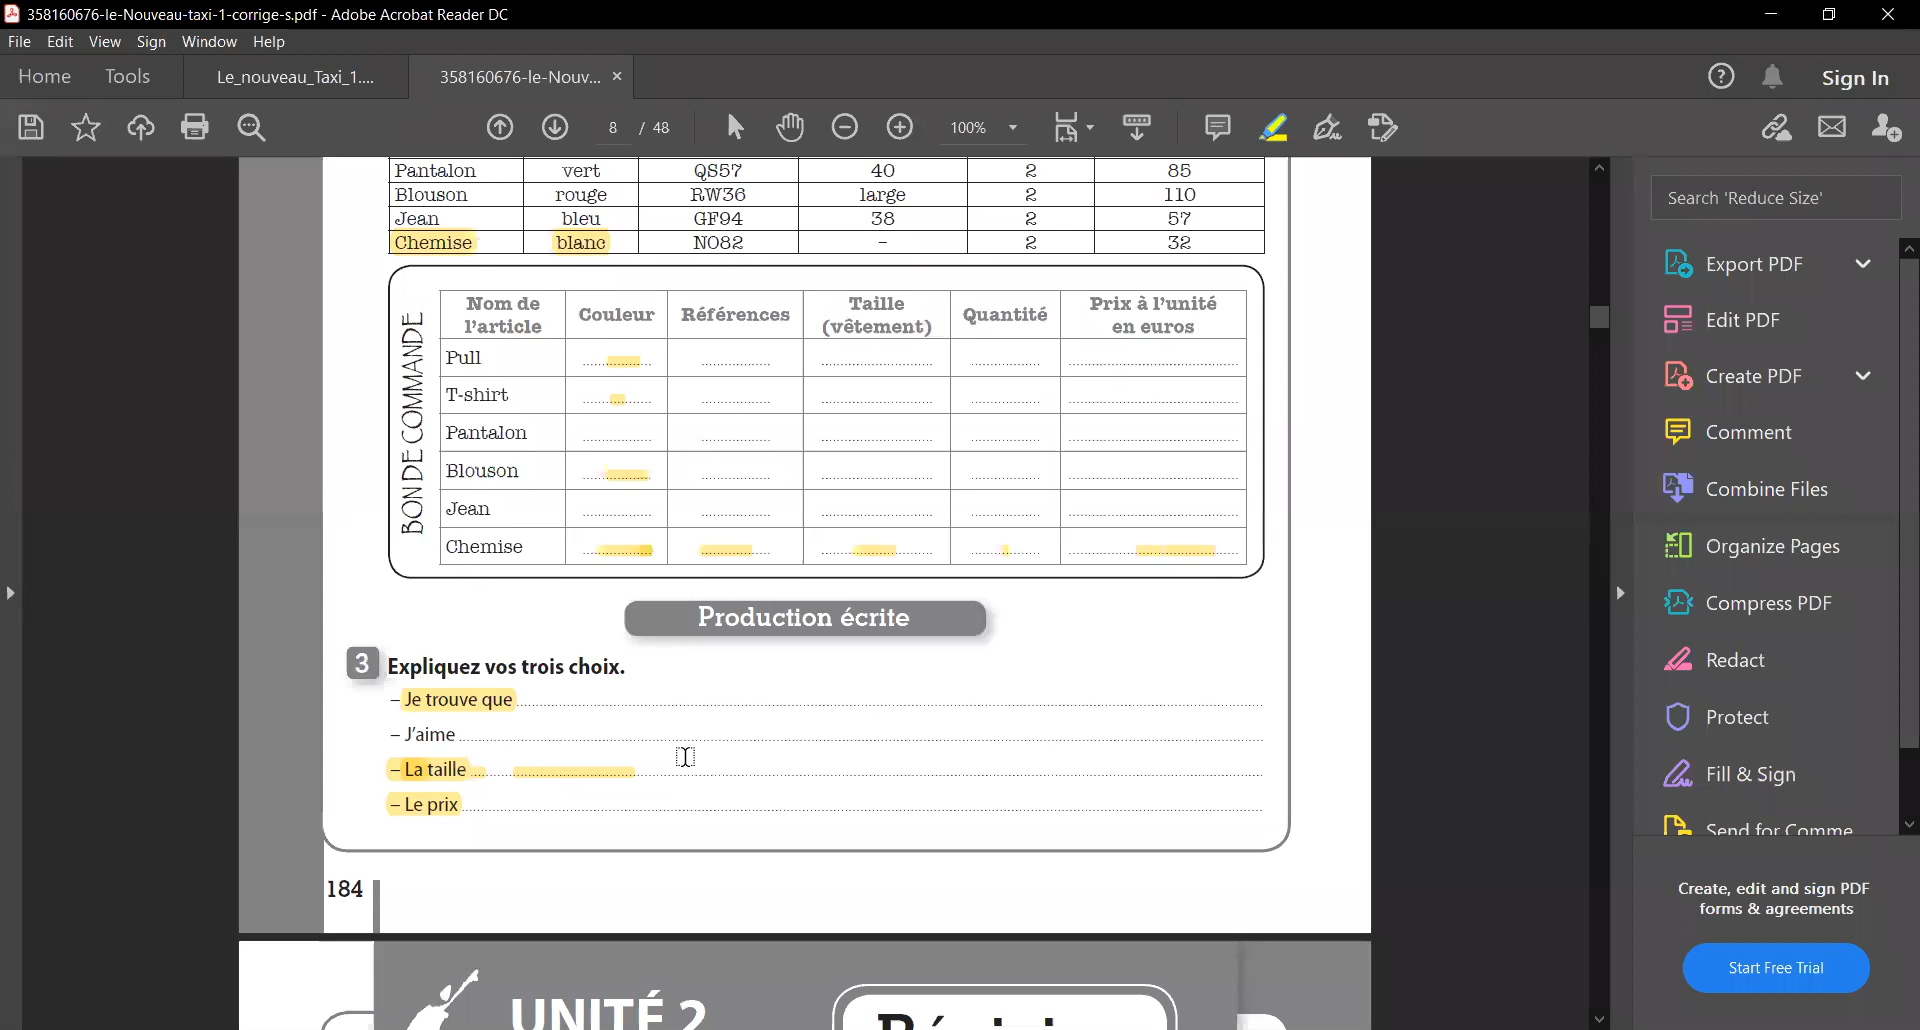 358160676-le-Nouveau-taxi-1-corrige-s.pdf - Adobe Acrobat Reader DC
File Edit View Sign Window Help
Home Tools Le_nouveau_Taxi_1.... 358160676-le-Nouv... × Sign In
8 / 48 100%
Pantalon vert QS57 40 2 85
Blouson rouge RW36 large 2 110
Jean bleu GF94 38 2 57
Chemise blanc NO82 - 2 32
BON DE COMMANDE
Nom de l'article Couleur Références Taille (vêtement) Quantité Prix à l'unité en euros
Pull
T-shirt
Pantalon
Blouson
Jean
Chemise
Production écrite
3 Expliquez vos trois choix.
– Je trouve que
– J'aime
– La taille
– Le prix
184
UNITÉ 2
Search 'Reduce Size'
Export PDF
Edit PDF
Create PDF
Comment
Combine Files
Organize Pages
Compress PDF
Redact
Protect
Fill & Sign
Send for Comme
Create, edit and sign PDF
forms & agreements
Start Free Trial